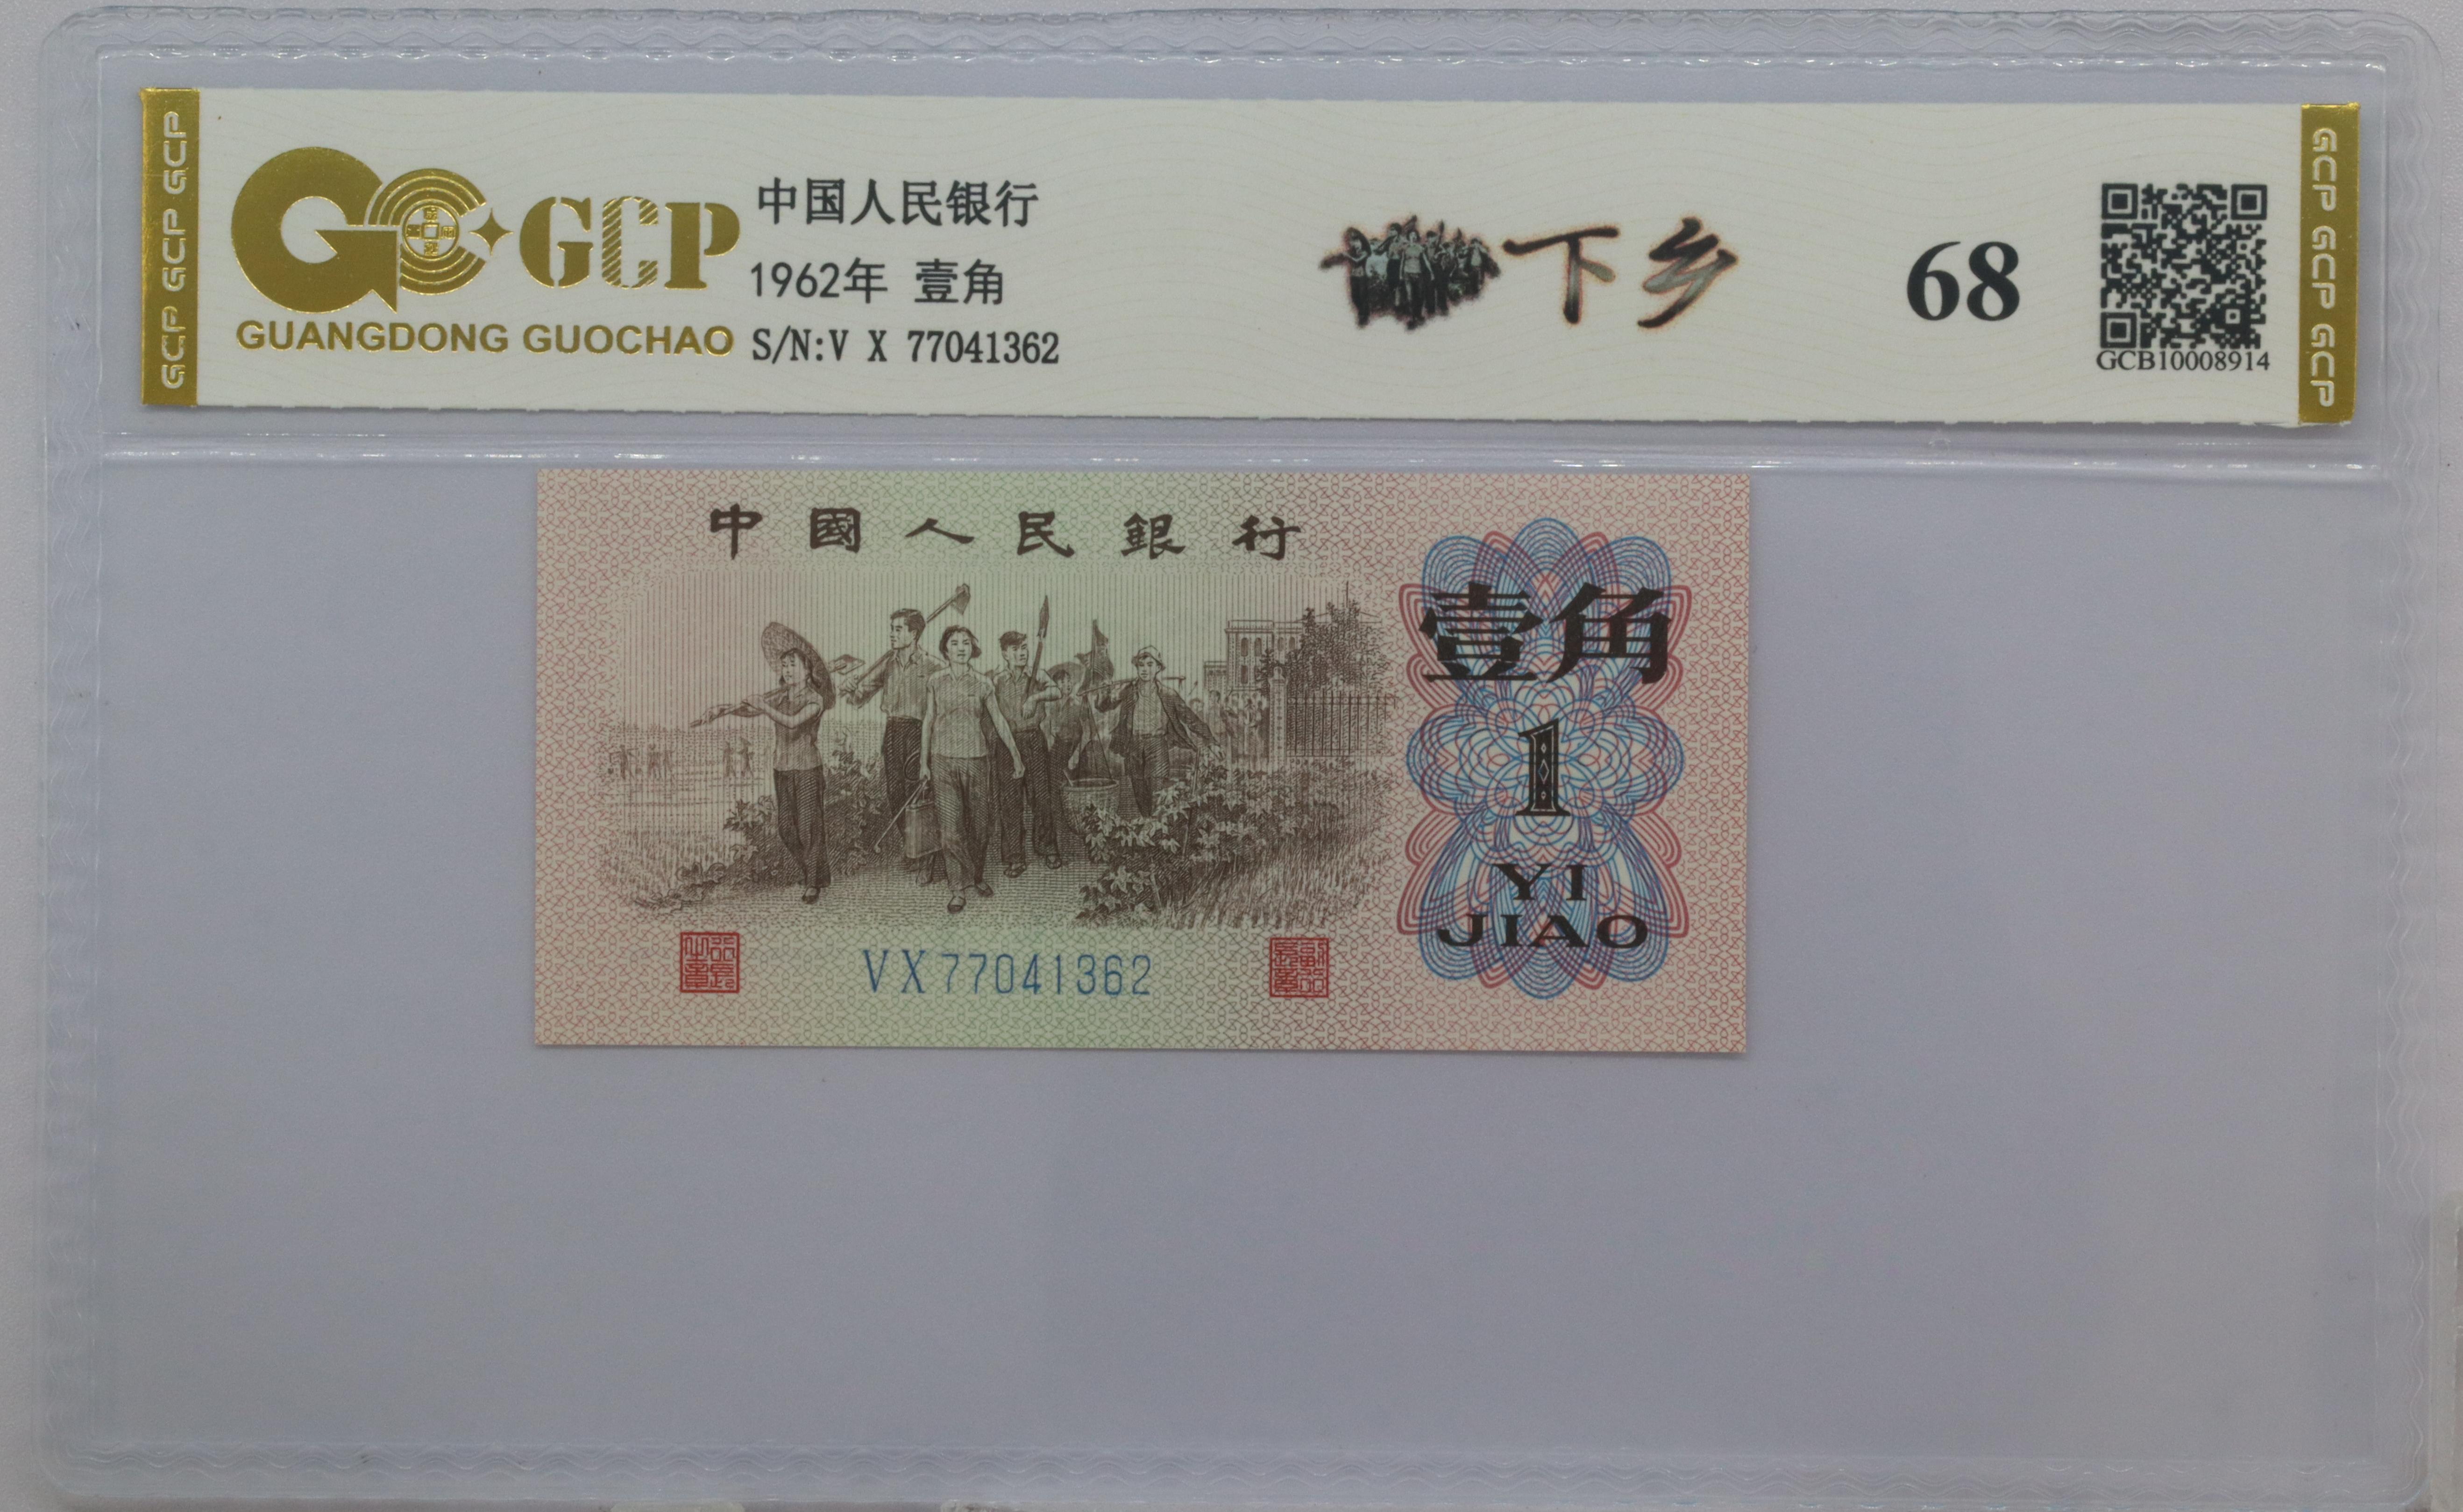 GCP GCP GCP
GCP
GUANGDONG GUOCHAO
中国人民银行
1962年 壹角
S/N:V X 77041362
下乡
68
GCB10008914
GCP GCP GCP
中國人民銀行
壹角
1
YI
JIAO
VX77041362